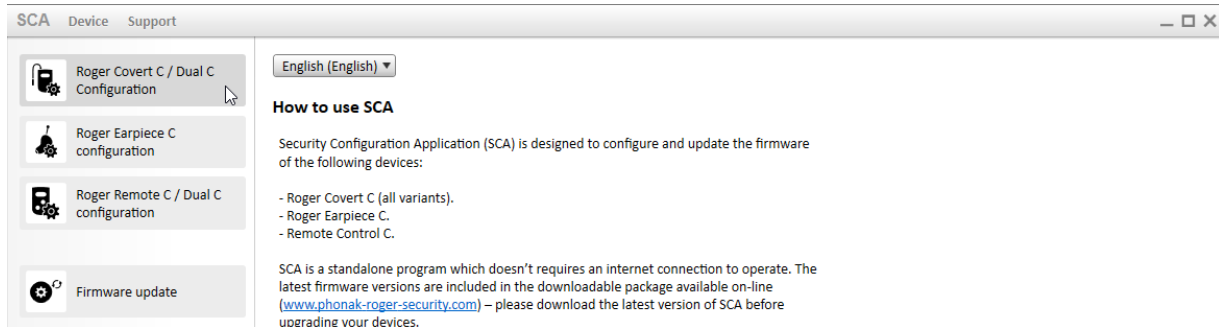 SCA Device Support
Roger Covert C / Dual C
Configuration
Roger Earpiece C
configuration
Roger Remote C / Dual C
configuration
Firmware update
English (English)
How to use SCA
Security Configuration Application (SCA) is designed to configure and update the firmware
of the following devices:
- Roger Covert C (all variants).
- Roger Earpiece C.
- Remote Control C.
SCA is a standalone program which doesn't requires an internet connection to operate. The
latest firmware versions are included in the downloadable package available on-line
(www.phonak-roger-security.com) – please download the latest version of SCA before
upgrading your devices.